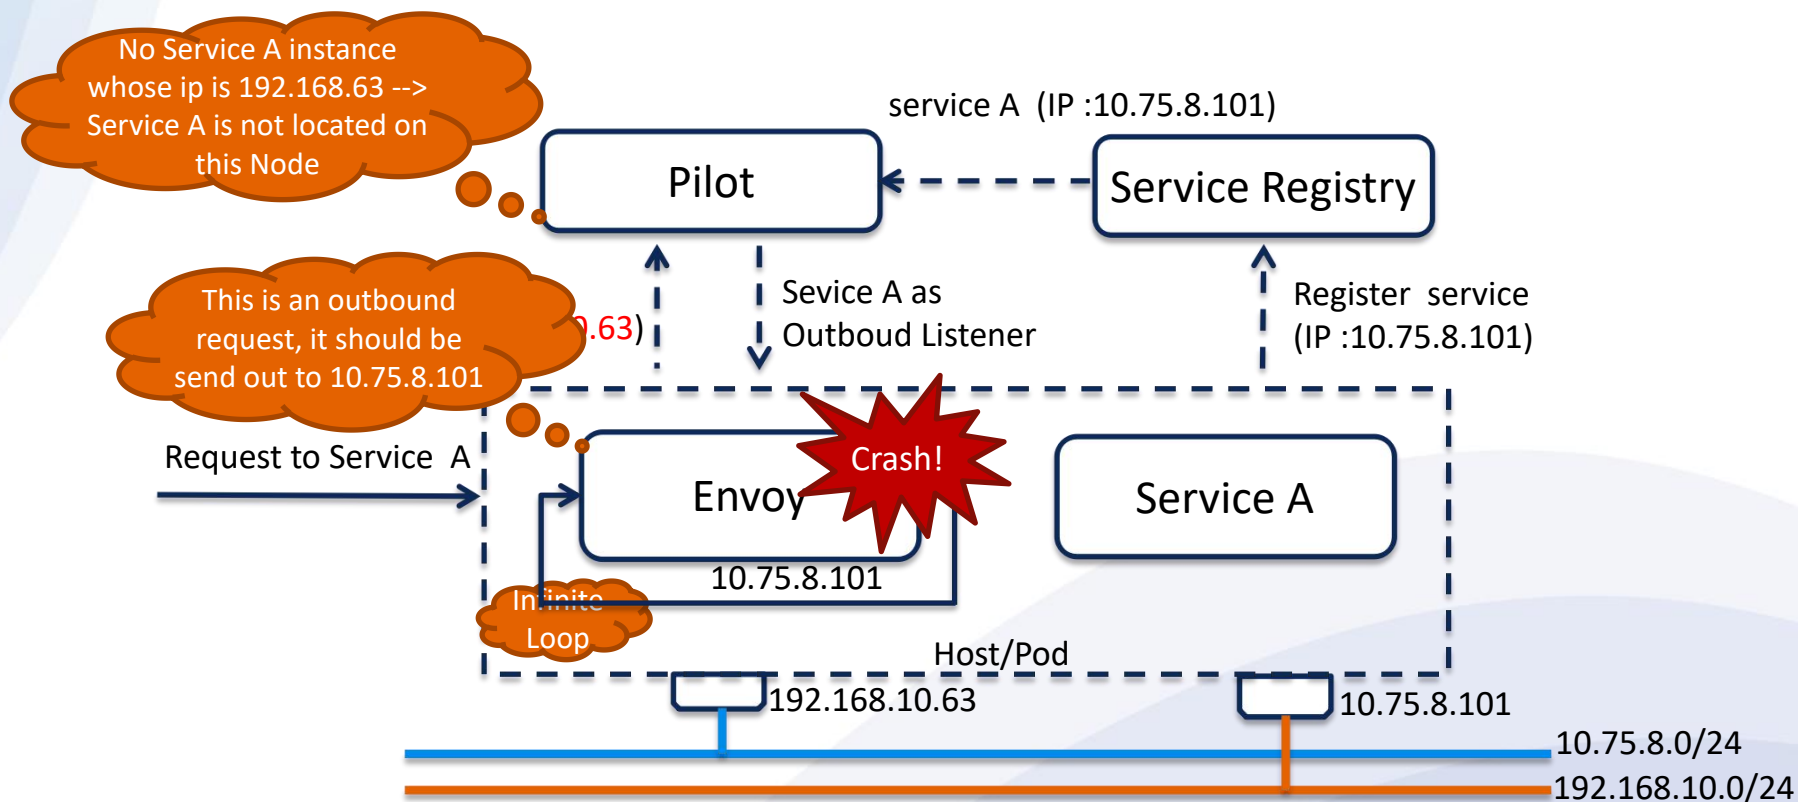 No Service A instance
whose ip is 192.168.63 -->
Service A is not located on
this Node
service A (IP :10.75.8.101)
Pilot
Service Registry
This is an outbound
request, it should be
send out to 10.75.8.101
.63)
Sevice A as
Outboud Listener
Register service
(IP :10.75.8.101)
Request to Service A
Crash!
Envoy
Service A
10.75.8.101
Infinite
Loop
Host/Pod
192.168.10.63
10.75.8.101
10.75.8.0/24
192.168.10.0/24